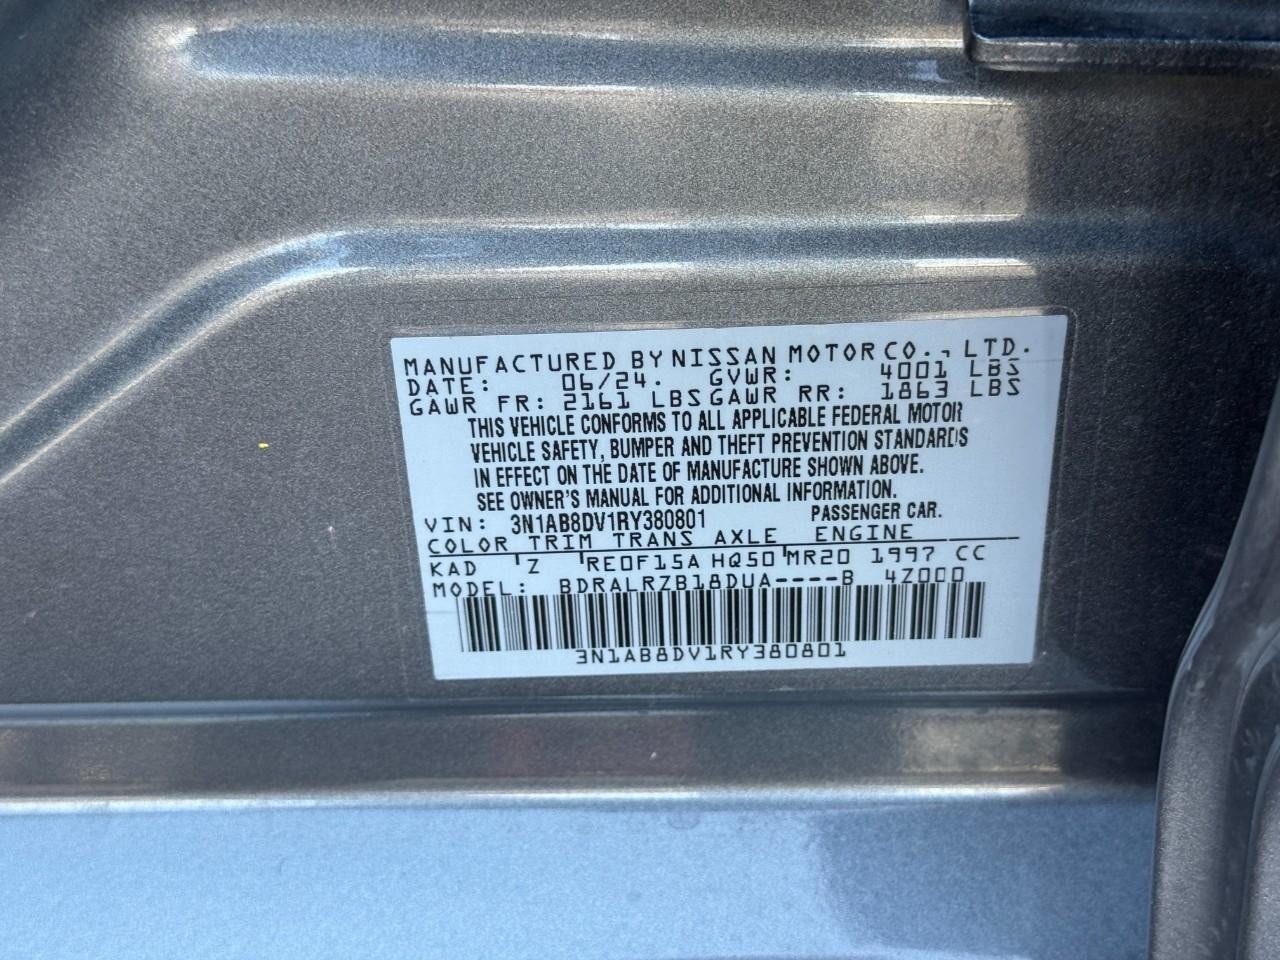 MANUFACTURED BY NISSAN MOTOR CO., LTD.
DATE: 06/24. GVWR: 4001 LBS
GAWR FR: 2161 LBS GAWR RR: 1863 LBS
THIS VEHICLE CONFORMS TO ALL APPLICABLE FEDERAL MOTOR
VEHICLE SAFETY, BUMPER AND THEFT PREVENTION STANDARDS
IN EFFECT ON THE DATE OF MANUFACTURE SHOWN ABOVE.
SEE OWNER'S MANUAL FOR ADDITIONAL INFORMATION.
VIN: 3N1AB8DV1RY380801 PASSENGER CAR.
COLOR TRIM TRANS AXLE ENGINE
KAD 'Z 'RE0F15A HQ50'MR20 1997 CC
MODEL: BDRALRZB18DUA----B 4Z000
3N1AB8DV1RY380801